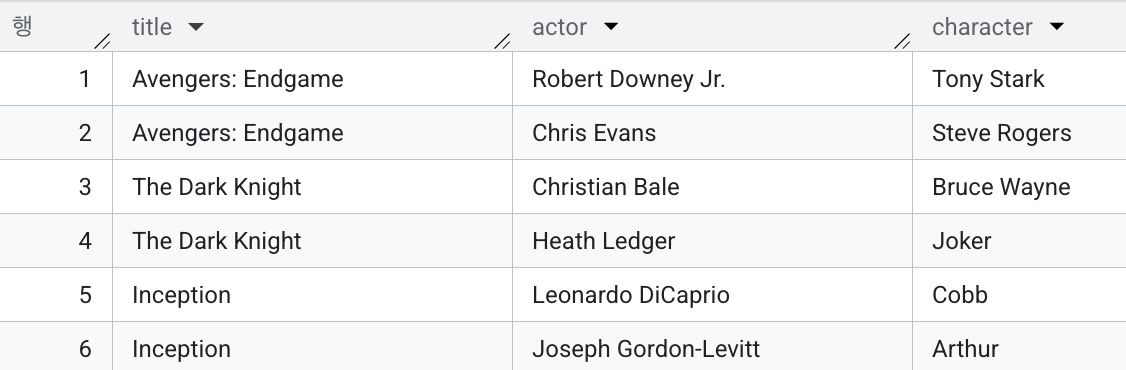 행 title actor character
1 Avengers: Endgame Robert Downey Jr. Tony Stark
2 Avengers: Endgame Chris Evans Steve Rogers
3 The Dark Knight Christian Bale Bruce Wayne
4 The Dark Knight Heath Ledger Joker
5 Inception Leonardo DiCaprio Cobb
6 Inception Joseph Gordon-Levitt Arthur